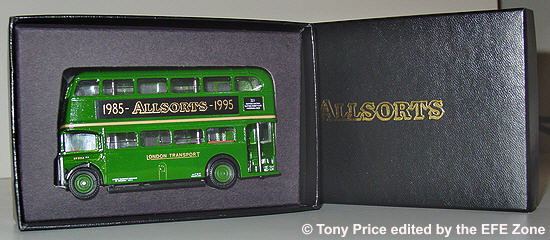 1985 - ALLSORTS - 1995
LONDON TRANSPORT
ALLSORTS
© Tony Price edited by the EFE Zone